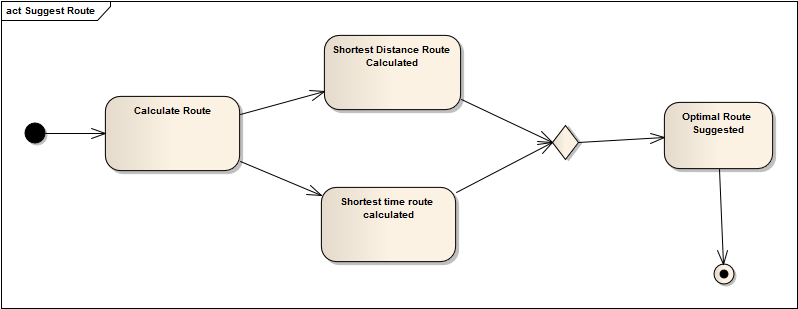 act Suggest Route
Shortest Distance Route
Calculated
Calculate Route
Optimal Route
Suggested
Shortest time route
calculated